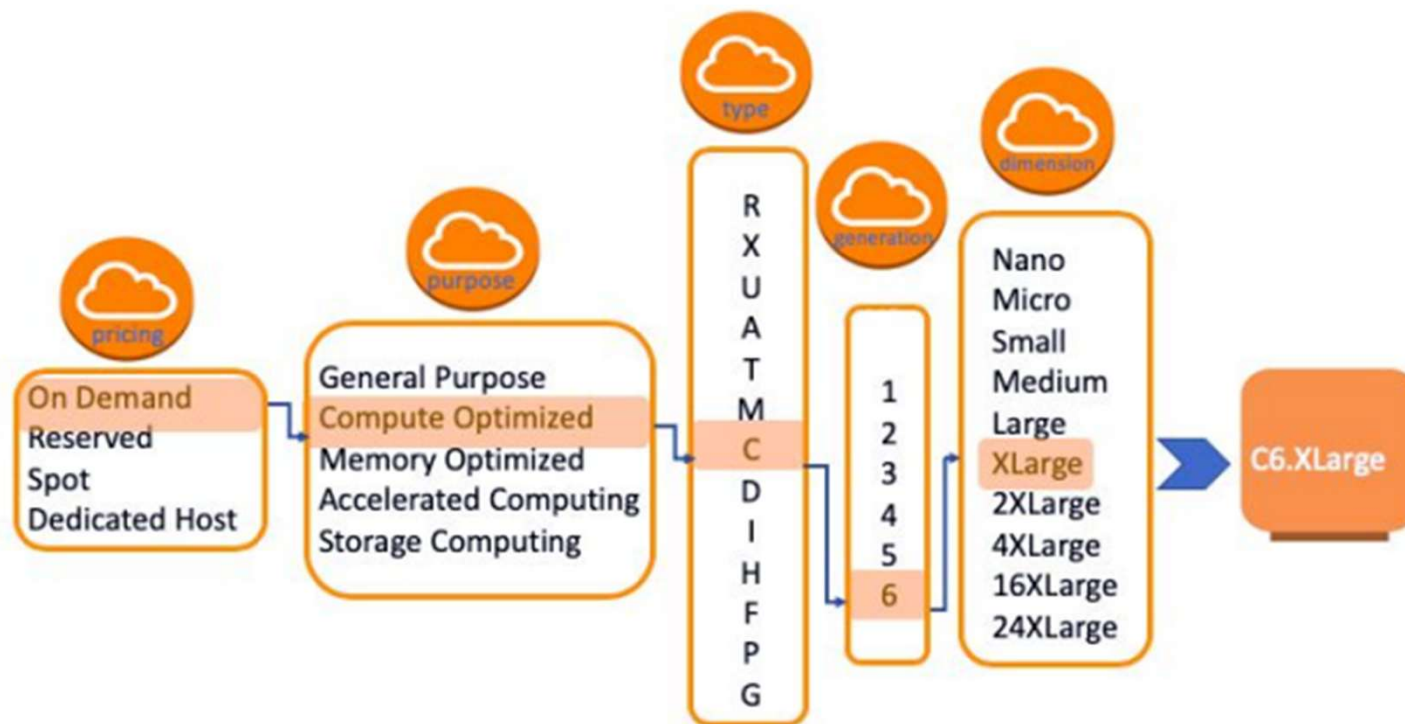 pricing
On Demand
Reserved
Spot
Dedicated Host
purpose
General Purpose
Compute Optimized
Memory Optimized
Accelerated Computing
Storage Computing
type
R
X
U
A
T
M
C
D
I
H
F
P
G
generation
1
2
3
4
5
6
dimension
Nano
Micro
Small
Medium
Large
XLarge
2XLarge
4XLarge
16XLarge
24XLarge
C6.XLarge